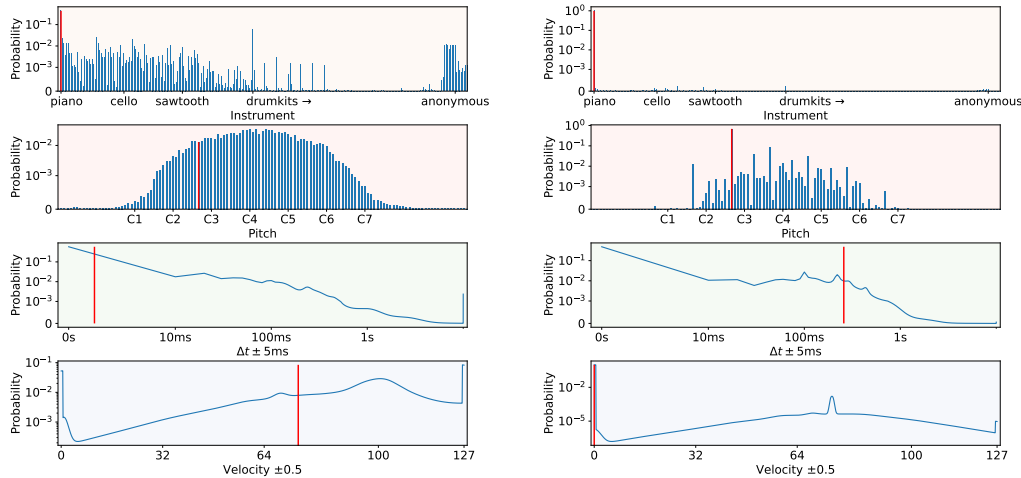 Probability
10⁻¹
10⁻²
10⁻³
0
piano cello sawtooth drumkits → anonymous
Instrument
Probability
10⁻²
10⁻³
0
C1 C2 C3 C4 C5 C6 C7
Pitch
Probability
10⁻¹
10⁻²
10⁻³
0
0s 10ms 100ms 1s
Δt ± 5ms
Probability
10⁻¹
10⁻²
10⁻³
0 32 64 100 127
Velocity ±0.5
Probability
10⁰
10⁻¹
10⁻²
10⁻³
0
piano cello sawtooth drumkits → anonymous
Instrument
Probability
10⁰
10⁻¹
10⁻²
10⁻³
0
C1 C2 C3 C4 C5 C6 C7
Pitch
Probability
10⁻¹
10⁻²
10⁻³
0
0s 10ms 100ms 1s
Δt ± 5ms
Probability
10⁻²
10⁻⁵
0 32 64 100 127
Velocity ±0.5